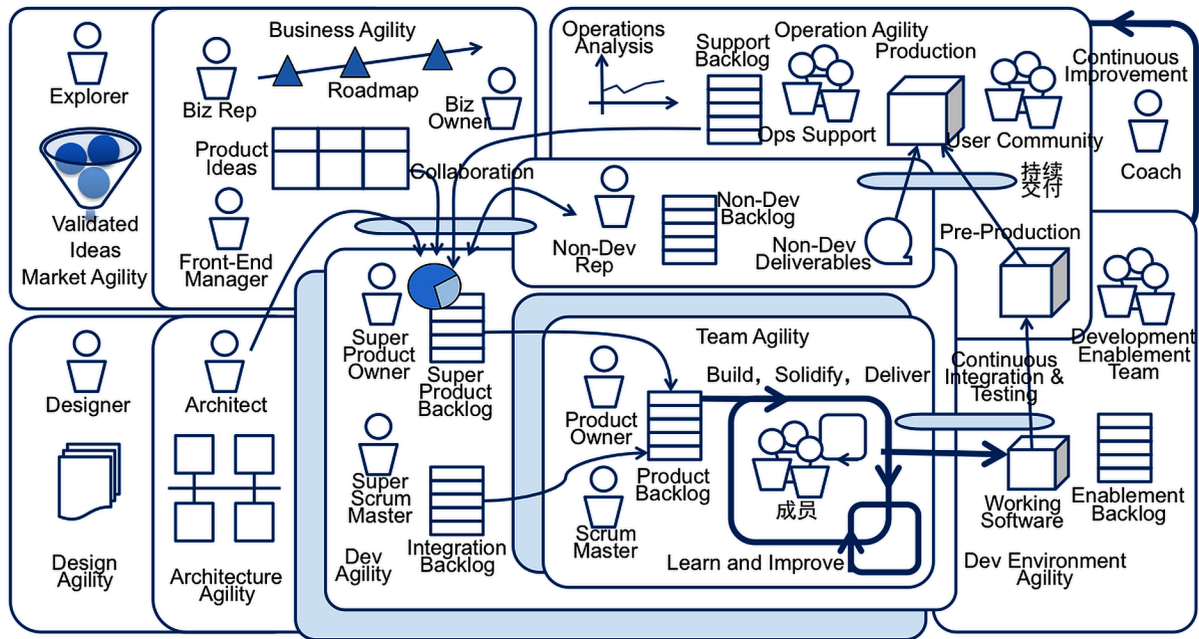 Explorer
Validated
Ideas
Market Agility
Business Agility
Biz Rep
Roadmap
Biz
Owner
Product
Ideas
Collaboration
Front-End
Manager
Operations
Analysis
Support
Backlog
Operation Agility
Production
Ops Support
User Community
Continuous
Improvement
Coach
持续
交付
Non-Dev
Rep
Non-Dev
Backlog
Non-Dev
Deliverables
Pre-Production
Designer
Design
Agility
Architect
Architecture
Agility
Super
Product
Owner
Super
Product
Backlog
Super
Scrum
Master
Dev
Agility
Integration
Backlog
Team Agility
Build，Solidify，Deliver
Product
Owner
Product
Backlog
Scrum
Master
成员
Learn and Improve
Continuous
Integration &
Testing
Development
Enablement
Team
Working
Software
Enablement
Backlog
Dev Environment
Agility